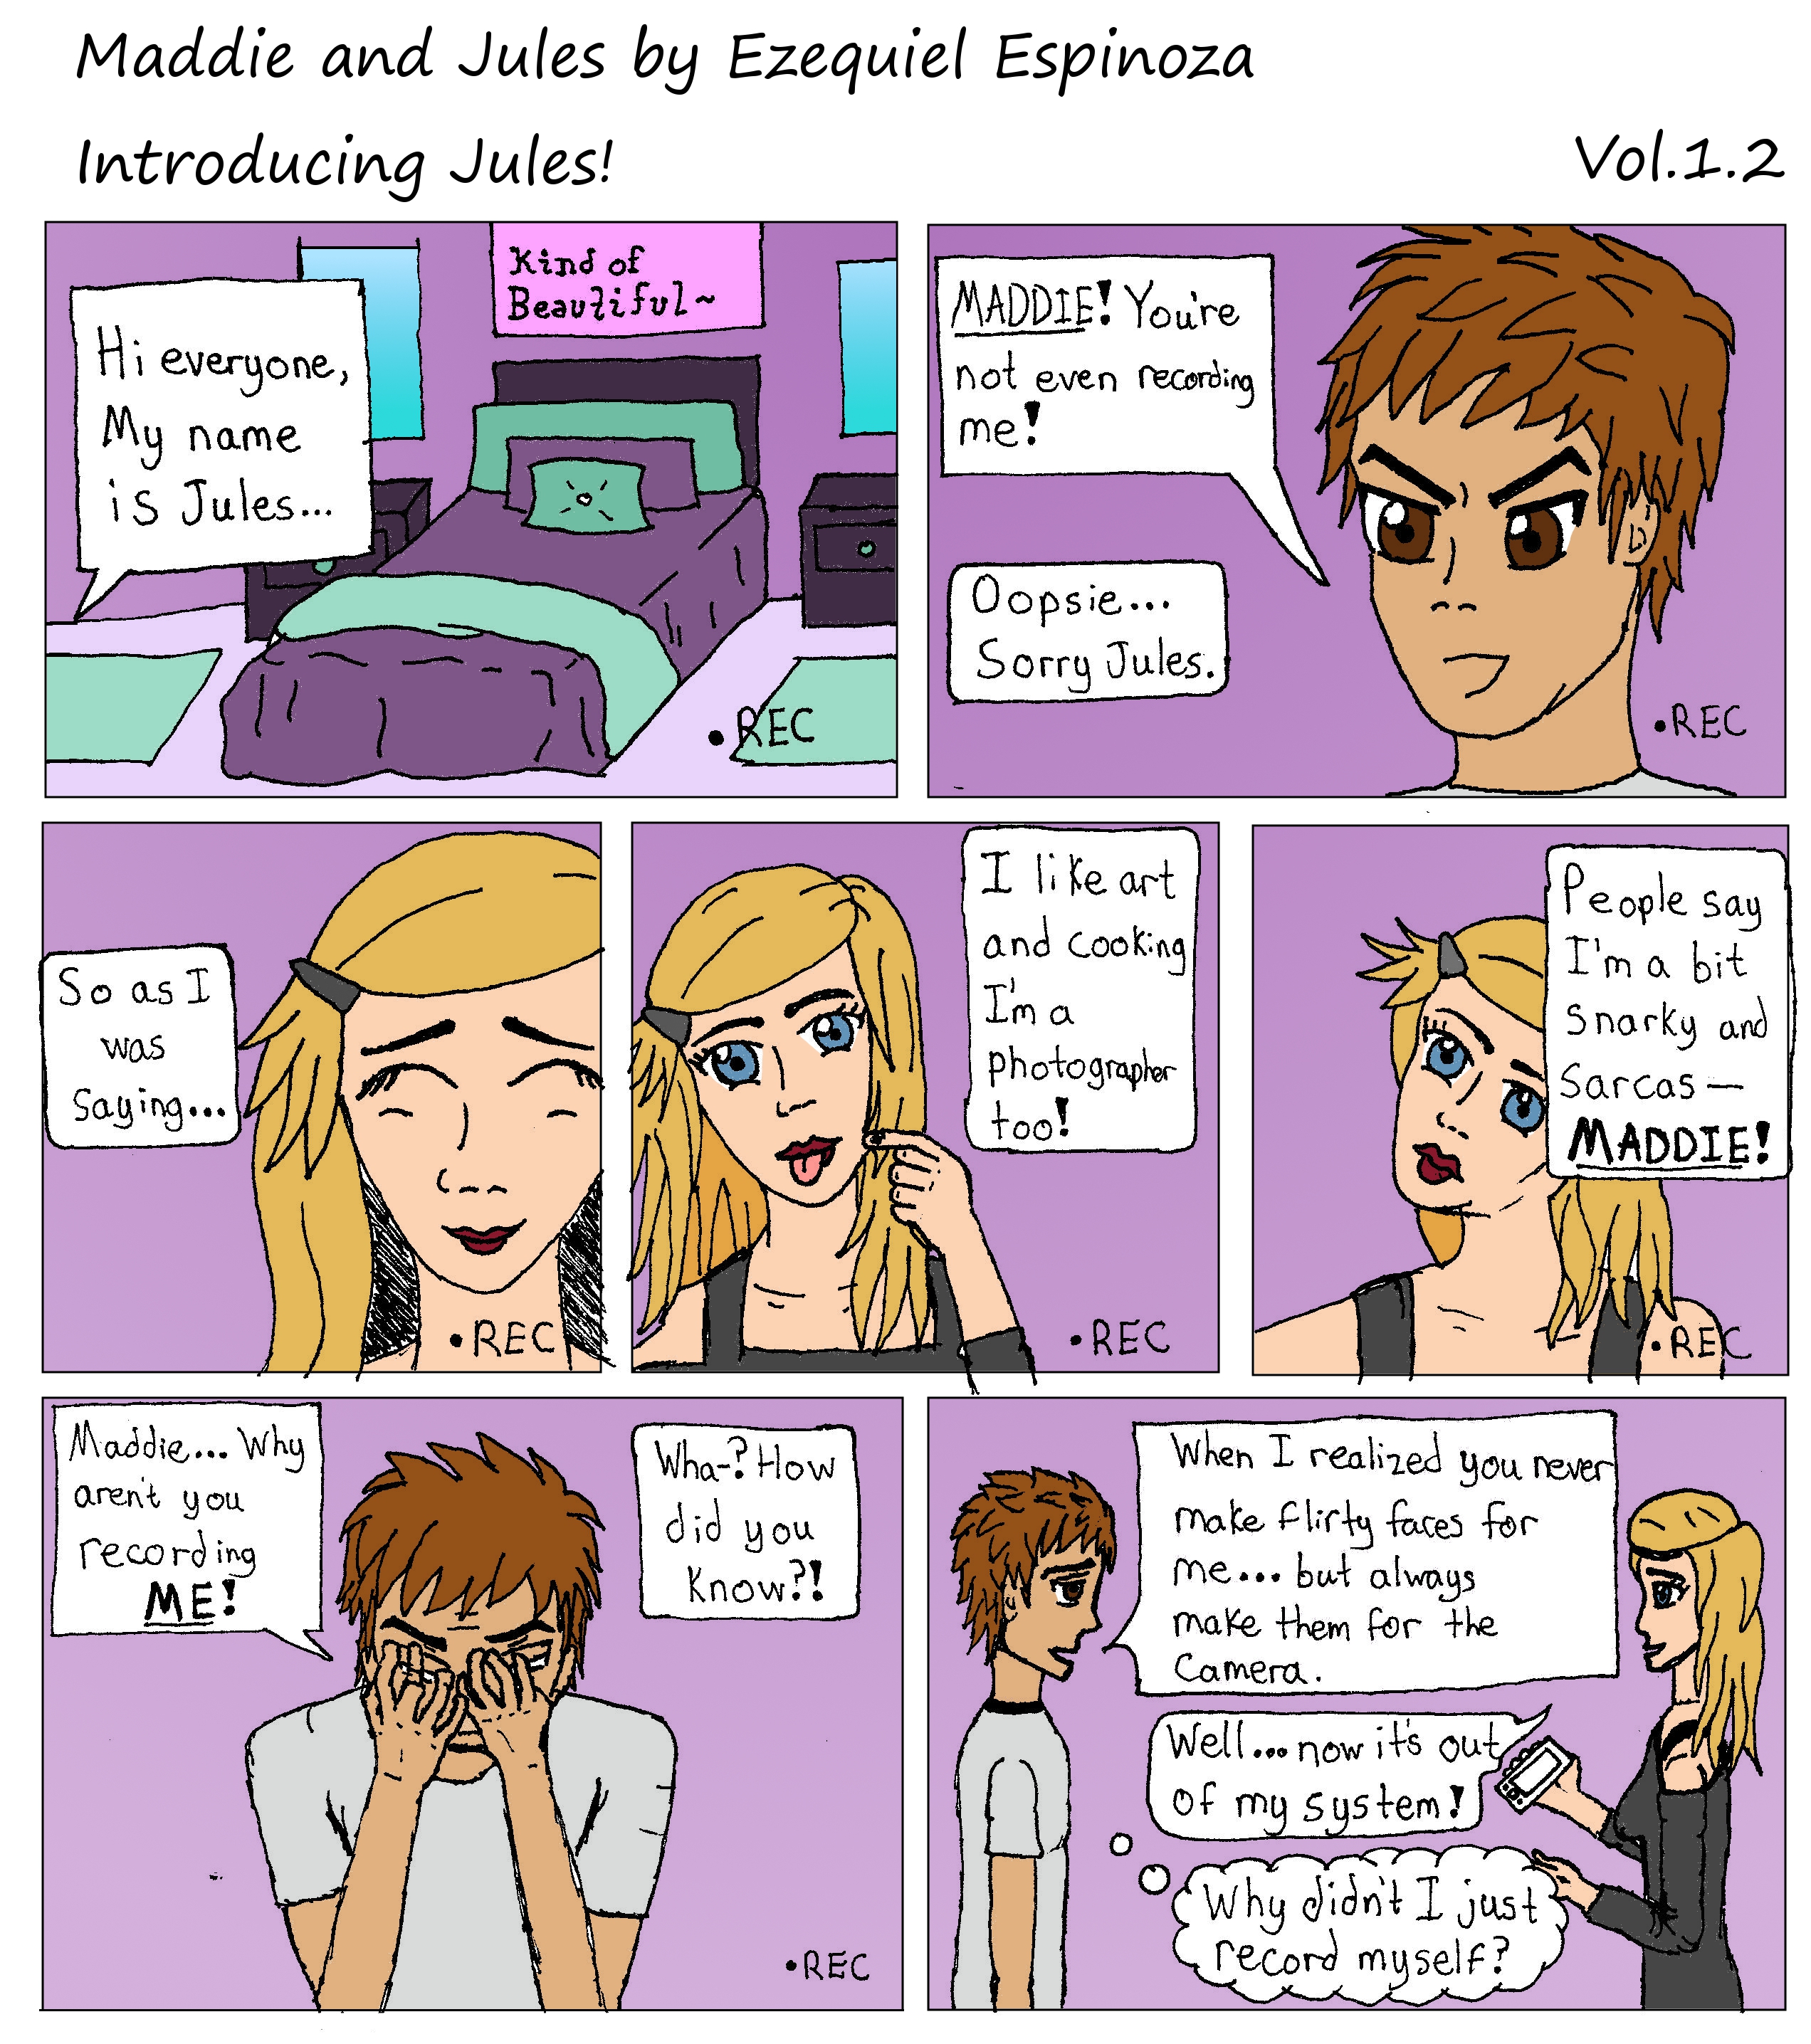 Maddie and Jules by Ezequiel Espinoza
Introducing Jules!
Vol.1.2
Kind of
Beautiful~
Hi everyone,
My name
is Jules...
•REC
MADDIE! You're
not even recording
me!
Oopsie...
Sorry Jules.
•REC
So as I
was
saying...
•REC
I like art
and cooking
I'm a
photographer
too!
•REC
People say
I'm a bit
snarky and
sarcas—
MADDIE!
•REC
Maddie... Why
aren't you
recording
ME!
Wha-? How
did you
know?!
•REC
When I realized you never
make flirty faces for
me... but always
make them for the
camera.
Well... now it's out
of my system!
Why didn't I just
record myself?